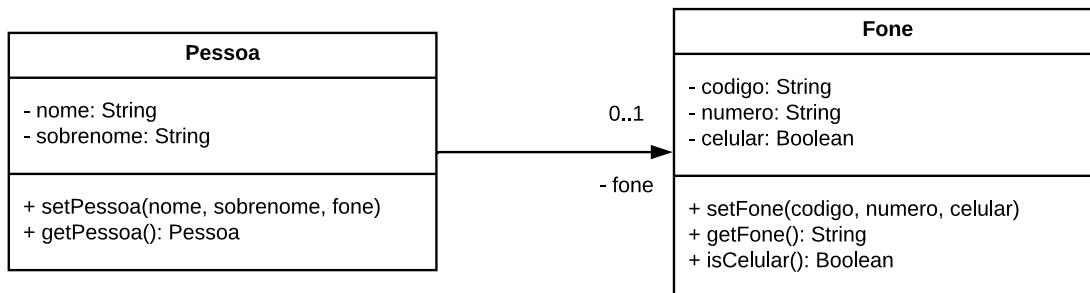 Pessoa
- nome: String
- sobrenome: String
+ setPessoa(nome, sobrenome, fone)
+ getPessoa(): Pessoa
0..1
- fone
Fone
- codigo: String
- numero: String
- celular: Boolean
+ setFone(codigo, numero, celular)
+ getFone(): String
+ isCelular(): Boolean